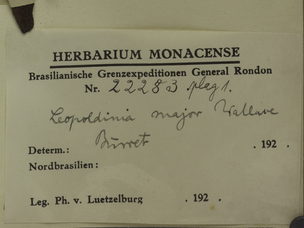 HERBARIUM MONACENSE
Brasilianische Grenzexpeditionen General Rondon
Nr. 22283 pleg 1.
Leopoldinia major Wallace
Burret
Determ.: . 192 .
Nordbrasilien:
Leg. Ph. v. Luetzelburg . 192 .